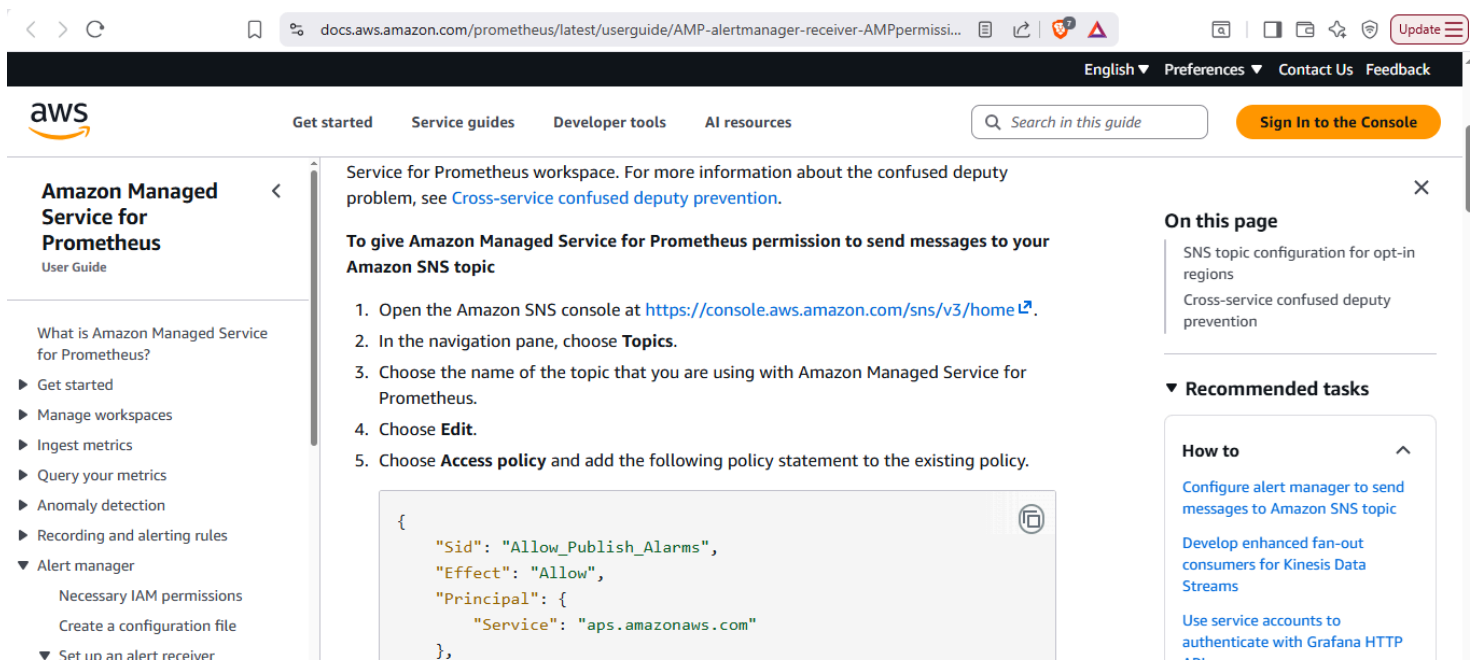 docs.aws.amazon.com/prometheus/latest/userguide/AMP-alertmanager-receiver-AMPpermissi...
7
Update
English ▼ Preferences ▼ Contact Us Feedback
aws
Get started Service guides Developer tools AI resources
Search in this guide
Sign In to the Console
Amazon Managed
Service for
Prometheus
User Guide
What is Amazon Managed Service
for Prometheus?
Get started
Manage workspaces
Ingest metrics
Query your metrics
Anomaly detection
Recording and alerting rules
Alert manager
Necessary IAM permissions
Create a configuration file
Set up an alert receiver
Service for Prometheus workspace. For more information about the confused deputy
problem, see Cross-service confused deputy prevention.
To give Amazon Managed Service for Prometheus permission to send messages to your
Amazon SNS topic
1. Open the Amazon SNS console at https://console.aws.amazon.com/sns/v3/home.
2. In the navigation pane, choose Topics.
3. Choose the name of the topic that you are using with Amazon Managed Service for
Prometheus.
4. Choose Edit.
5. Choose Access policy and add the following policy statement to the existing policy.
{
"Sid": "Allow_Publish_Alarms",
"Effect": "Allow",
"Principal": {
"Service": "aps.amazonaws.com"
},
On this page
SNS topic configuration for opt-in
regions
Cross-service confused deputy
prevention
Recommended tasks
How to
Configure alert manager to send
messages to Amazon SNS topic
Develop enhanced fan-out
consumers for Kinesis Data
Streams
Use service accounts to
authenticate with Grafana HTTP